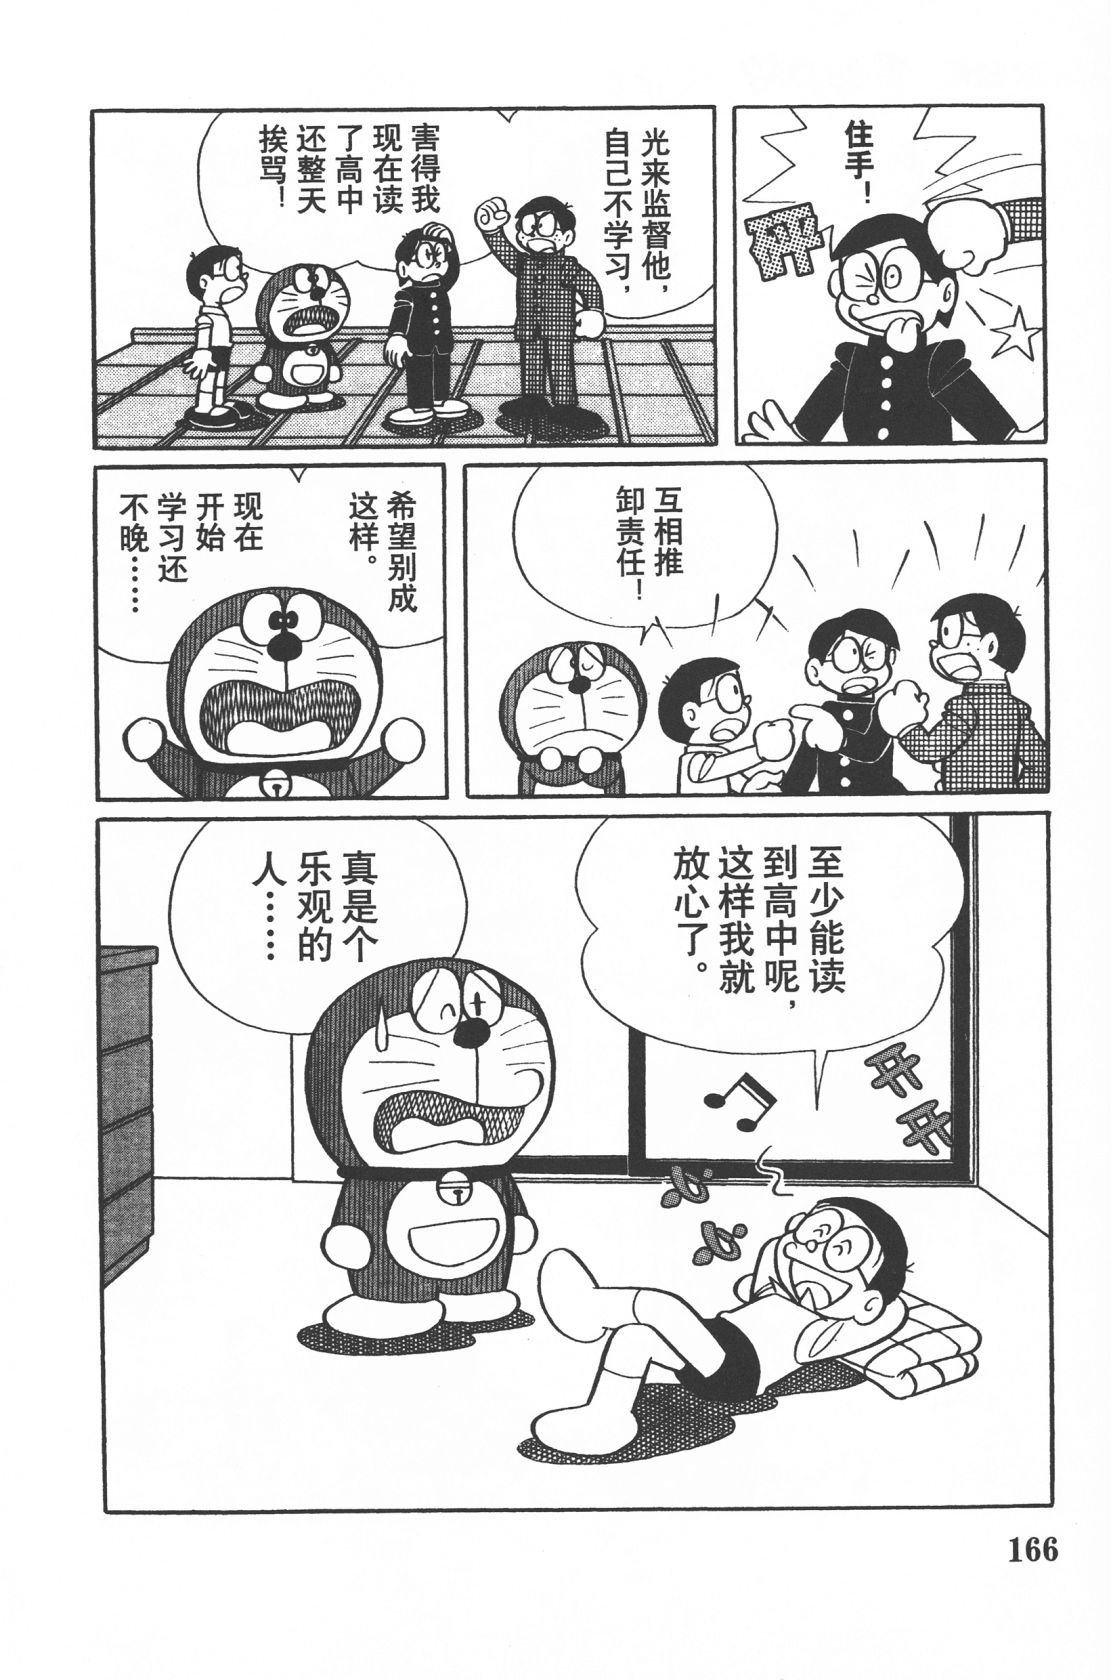 住手！
光来监督他，
自己不学习，
害得我
现在读
了高中
还整天
挨骂！
互相推
卸责任！
希望别成
这样。
现在
开始
学习还
不晚……
至少能读
到高中呢，
这样我就
放心了。
真是个
乐观的
人……
166